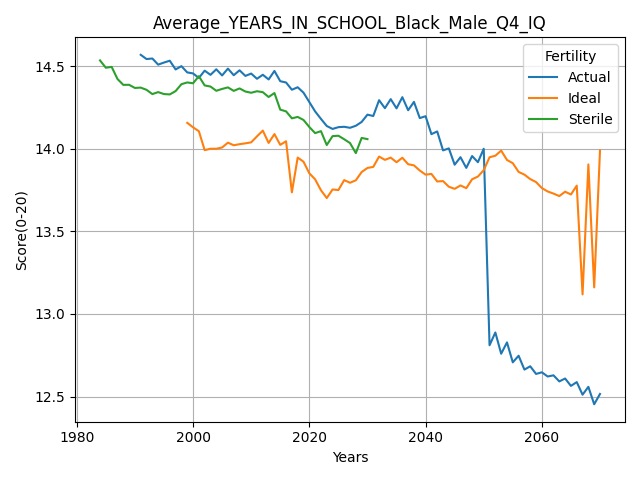 Average_YEARS_IN_SCHOOL_Black_Male_Q4_IQ
Fertility
Actual
Ideal
Sterile
Score(0-20)
14.5
14.0
13.5
13.0
12.5
1980 2000 2020 2040 2060
Years